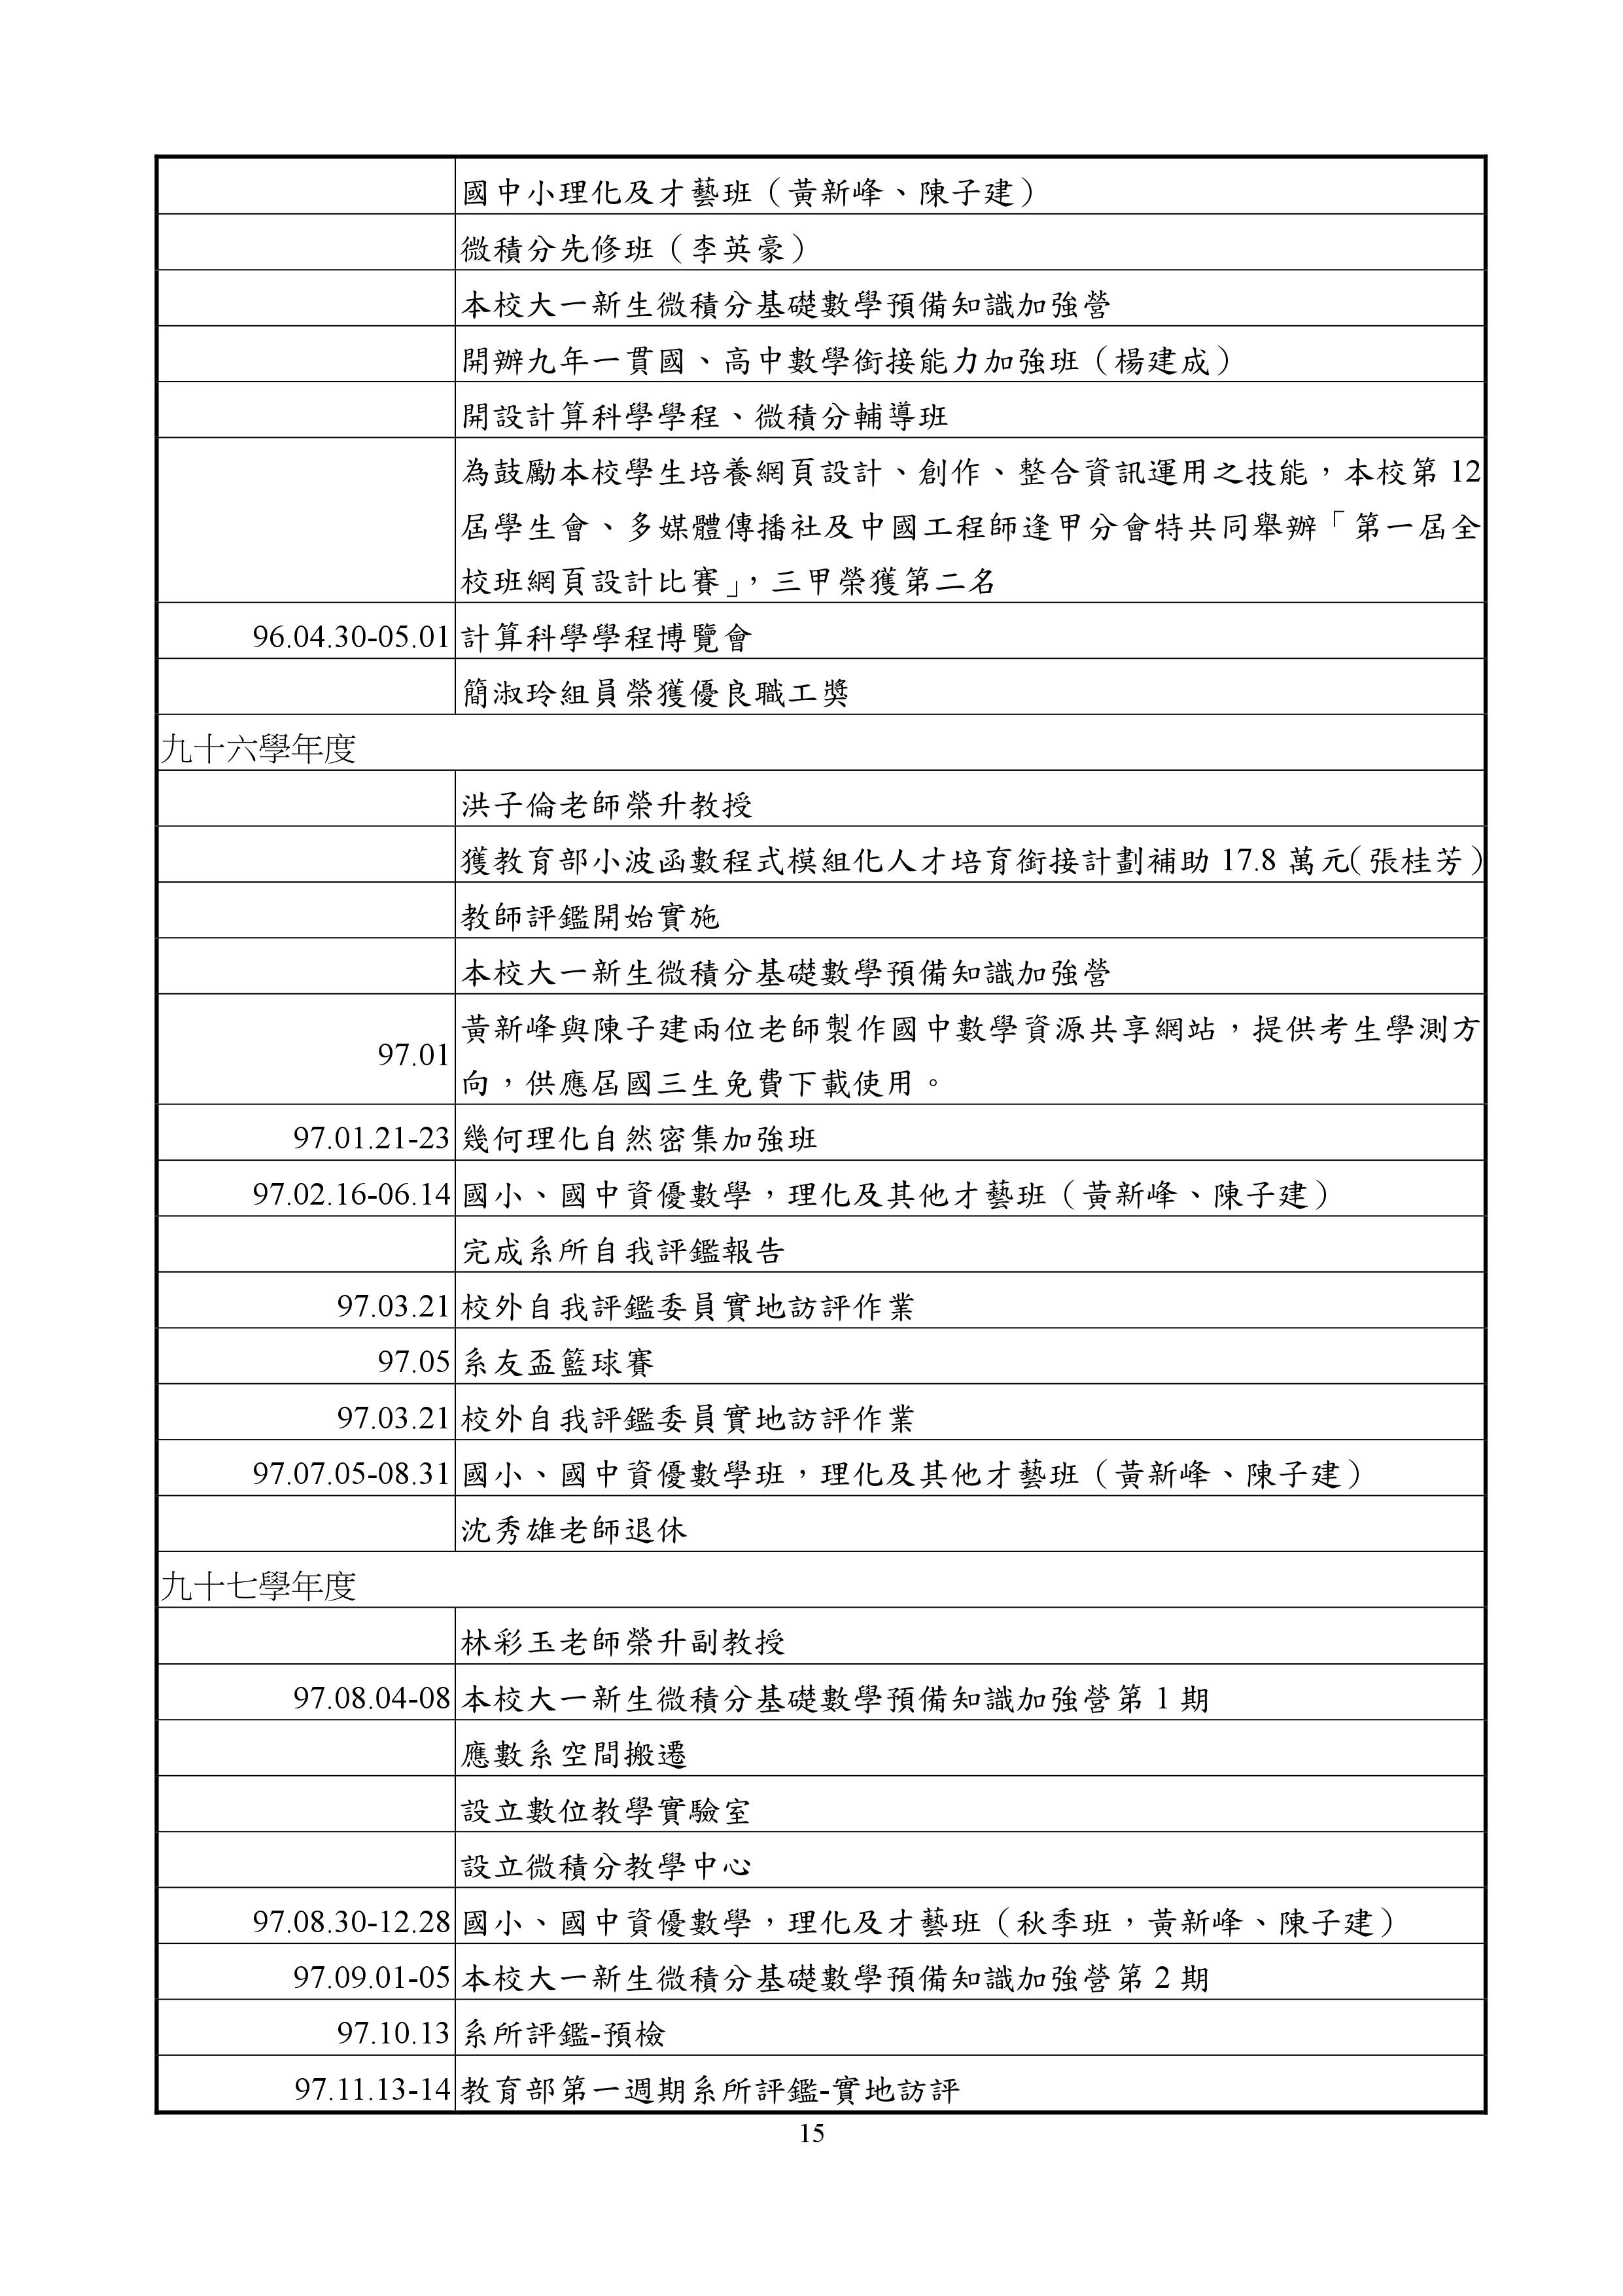 國中小理化及才藝班（黃新峰、陳子建）
微積分先修班（李英豪）
本校大一新生微積分基礎數學預備知識加強營
開辦九年一貫國、高中數學銜接能力加強班（楊建成）
開設計算科學學程、微積分輔導班
為鼓勵本校學生培養網頁設計、創作、整合資訊運用之技能，本校第 12
屆學生會、多媒體傳播社及中國工程師逢甲分會特共同舉辦「第一屆全
校班網頁設計比賽」，三甲榮獲第二名
96.04.30-05.01 計算科學學程博覽會
簡淑玲組員榮獲優良職工獎
九十六學年度
洪子倫老師榮升教授
獲教育部小波函數程式模組化人才培育銜接計劃補助 17.8 萬元（張桂芳）
教師評鑑開始實施
本校大一新生微積分基礎數學預備知識加強營
97.01 黃新峰與陳子建兩位老師製作國中數學資源共享網站，提供考生學測方
向，供應屆國三生免費下載使用。
97.01.21-23 幾何理化自然密集加強班
97.02.16-06.14 國小、國中資優數學，理化及其他才藝班（黃新峰、陳子建）
完成系所自我評鑑報告
97.03.21 校外自我評鑑委員實地訪評作業
97.05 系友盃籃球賽
97.03.21 校外自我評鑑委員實地訪評作業
97.07.05-08.31 國小、國中資優數學班，理化及其他才藝班（黃新峰、陳子建）
沈秀雄老師退休
九十七學年度
林彩玉老師榮升副教授
97.08.04-08 本校大一新生微積分基礎數學預備知識加強營第 1 期
應數系空間搬遷
設立數位教學實驗室
設立微積分教學中心
97.08.30-12.28 國小、國中資優數學，理化及才藝班（秋季班，黃新峰、陳子建）
97.09.01-05 本校大一新生微積分基礎數學預備知識加強營第 2 期
97.10.13 系所評鑑-預檢
97.11.13-14 教育部第一週期系所評鑑-實地訪評
15